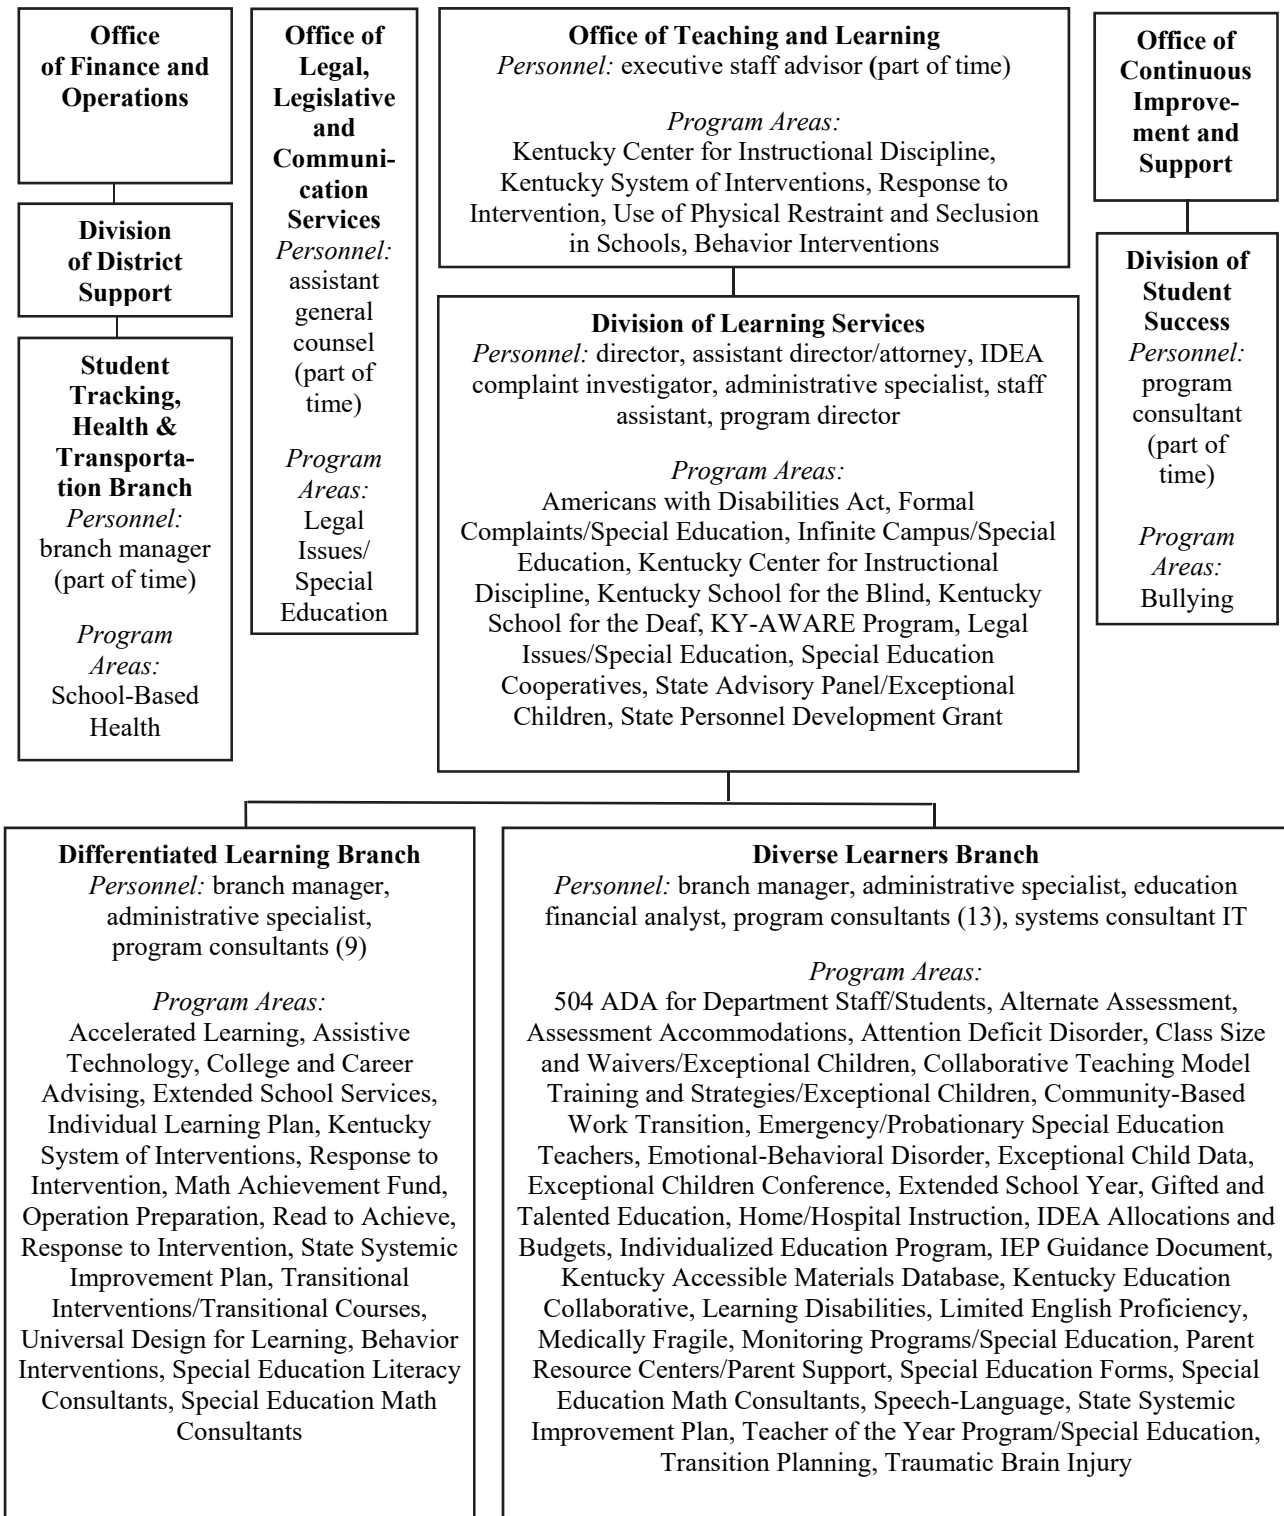 Office
of Finance and
Operations
Division
of District
Support
Student
Tracking,
Health &
Transporta-
tion Branch
Personnel:
branch manager
(part of time)
Program
Areas:
School-Based
Health
Office of
Legal,
Legislative
and
Communi-
cation
Services
Personnel:
assistant
general
counsel
(part of
time)
Program
Areas:
Legal
Issues/
Special
Education
Office of Teaching and Learning
Personnel: executive staff advisor (part of time)
Program Areas:
Kentucky Center for Instructional Discipline,
Kentucky System of Interventions, Response to
Intervention, Use of Physical Restraint and Seclusion
in Schools, Behavior Interventions
Division of Learning Services
Personnel: director, assistant director/attorney, IDEA
complaint investigator, administrative specialist, staff
assistant, program director
Program Areas:
Americans with Disabilities Act, Formal
Complaints/Special Education, Infinite Campus/Special
Education, Kentucky Center for Instructional
Discipline, Kentucky School for the Blind, Kentucky
School for the Deaf, KY-AWARE Program, Legal
Issues/Special Education, Special Education
Cooperatives, State Advisory Panel/Exceptional
Children, State Personnel Development Grant
Office of
Continuous
Improve-
ment and
Support
Division of
Student
Success
Personnel:
program
consultant
(part of
time)
Program
Areas:
Bullying
Differentiated Learning Branch
Personnel: branch manager,
administrative specialist,
program consultants (9)
Program Areas:
Accelerated Learning, Assistive
Technology, College and Career
Advising, Extended School Services,
Individual Learning Plan, Kentucky
System of Interventions, Response to
Intervention, Math Achievement Fund,
Operation Preparation, Read to Achieve,
Response to Intervention, State Systemic
Improvement Plan, Transitional
Interventions/Transitional Courses,
Universal Design for Learning, Behavior
Interventions, Special Education Literacy
Consultants, Special Education Math
Consultants
Diverse Learners Branch
Personnel: branch manager, administrative specialist, education
financial analyst, program consultants (13), systems consultant IT
Program Areas:
504 ADA for Department Staff/Students, Alternate Assessment,
Assessment Accommodations, Attention Deficit Disorder, Class Size
and Waivers/Exceptional Children, Collaborative Teaching Model
Training and Strategies/Exceptional Children, Community-Based
Work Transition, Emergency/Probationary Special Education
Teachers, Emotional-Behavioral Disorder, Exceptional Child Data,
Exceptional Children Conference, Extended School Year, Gifted and
Talented Education, Home/Hospital Instruction, IDEA Allocations and
Budgets, Individualized Education Program, IEP Guidance Document,
Kentucky Accessible Materials Database, Kentucky Education
Collaborative, Learning Disabilities, Limited English Proficiency,
Medically Fragile, Monitoring Programs/Special Education, Parent
Resource Centers/Parent Support, Special Education Forms, Special
Education Math Consultants, Speech-Language, State Systemic
Improvement Plan, Teacher of the Year Program/Special Education,
Transition Planning, Traumatic Brain Injury